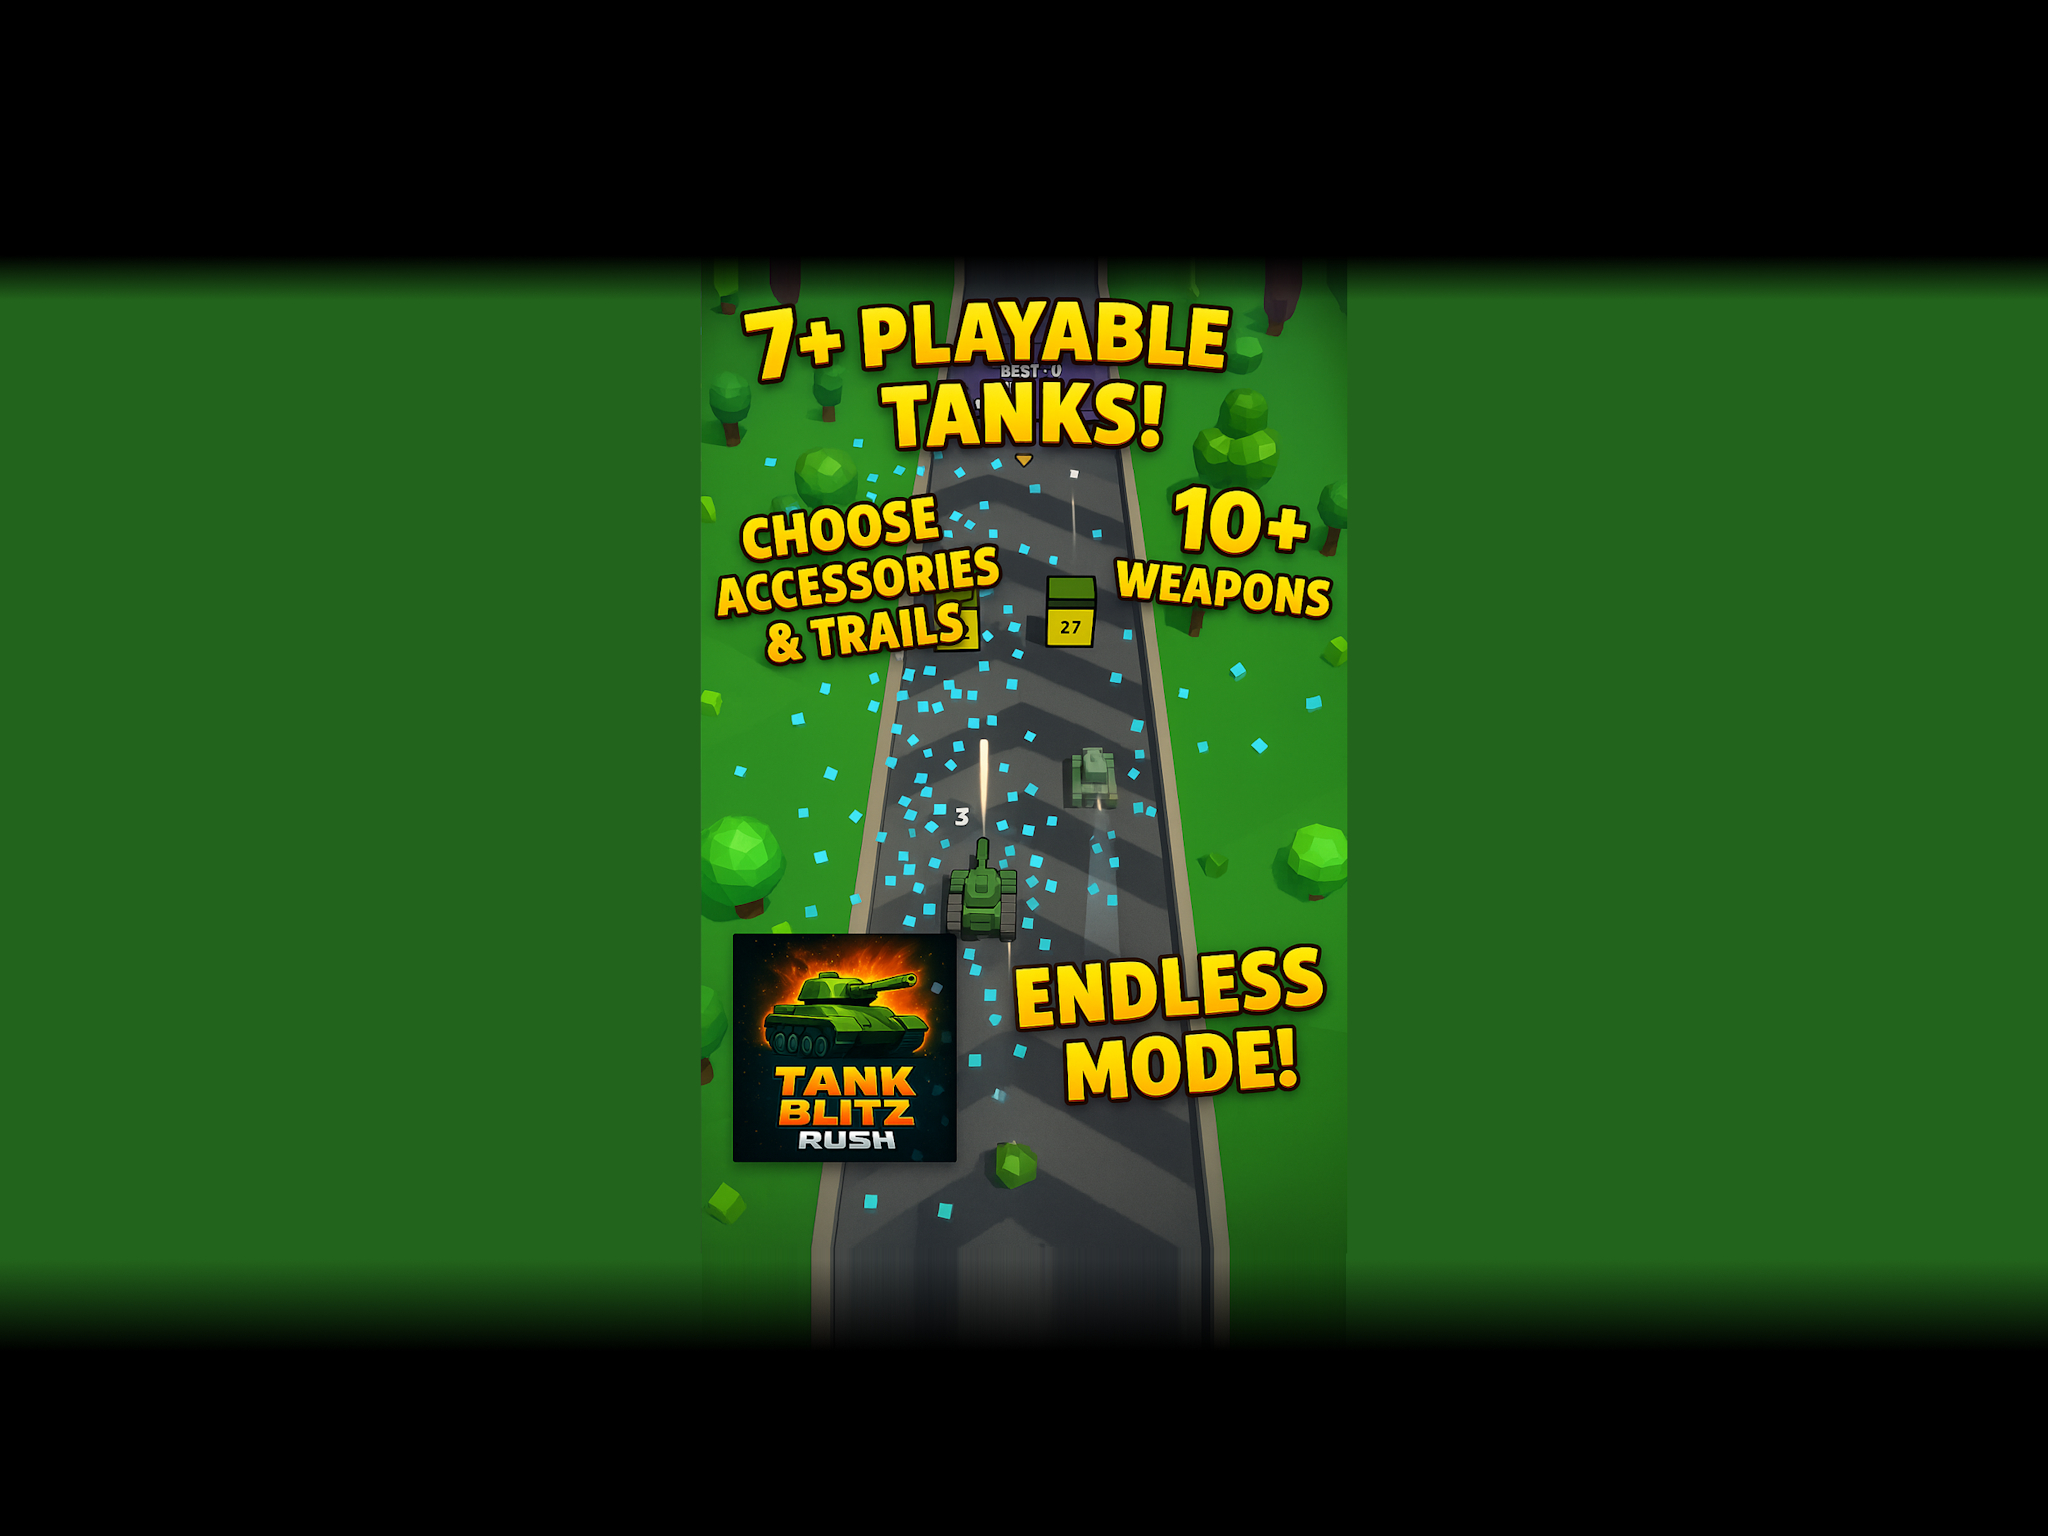 7+ PLAYABLE
BEST · 0
TANKS!
CHOOSE
ACCESSORIES
& TRAILS
10+
WEAPONS
27
3
ENDLESS
MODE!
TANK
BLITZ
RUSH